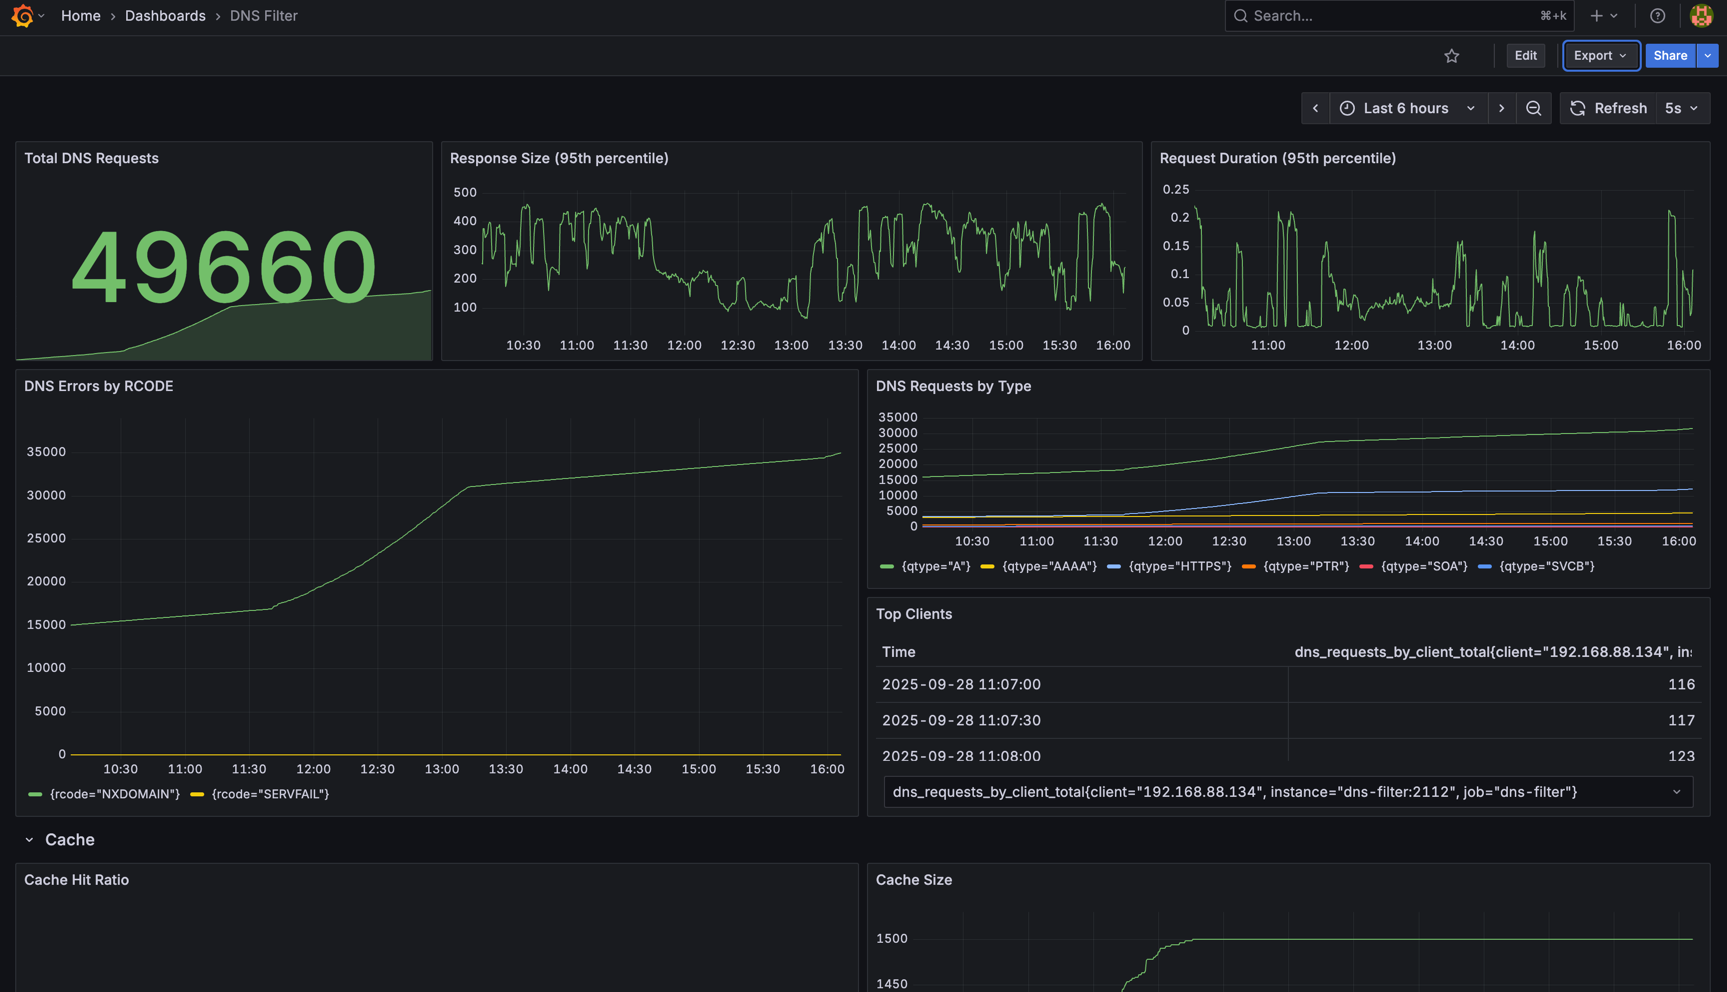 Home › Dashboards › DNS Filter
Search... ⌘+k
Edit Export Share
Last 6 hours Refresh 5s
Total DNS Requests
49660
Response Size (95th percentile)
500
400
300
200
100
10:30 11:00 11:30 12:00 12:30 13:00 13:30 14:00 14:30 15:00 15:30 16:00
Request Duration (95th percentile)
0.25
0.2
0.15
0.1
0.05
0
11:00 12:00 13:00 14:00 15:00 16:00
DNS Errors by RCODE
35000
30000
25000
20000
15000
10000
5000
0
10:30 11:00 11:30 12:00 12:30 13:00 13:30 14:00 14:30 15:00 15:30 16:00
{rcode="NXDOMAIN"} {rcode="SERVFAIL"}
DNS Requests by Type
35000
30000
25000
20000
15000
10000
5000
0
10:30 11:00 11:30 12:00 12:30 13:00 13:30 14:00 14:30 15:00 15:30 16:00
{qtype="A"} {qtype="AAAA"} {qtype="HTTPS"} {qtype="PTR"} {qtype="SOA"} {qtype="SVCB"}
Top Clients
Time dns_requests_by_client_total{client="192.168.88.134", ins
2025-09-28 11:07:00 116
2025-09-28 11:07:30 117
2025-09-28 11:08:00 123
dns_requests_by_client_total{client="192.168.88.134", instance="dns-filter:2112", job="dns-filter"}
Cache
Cache Hit Ratio
Cache Size
1500
1450